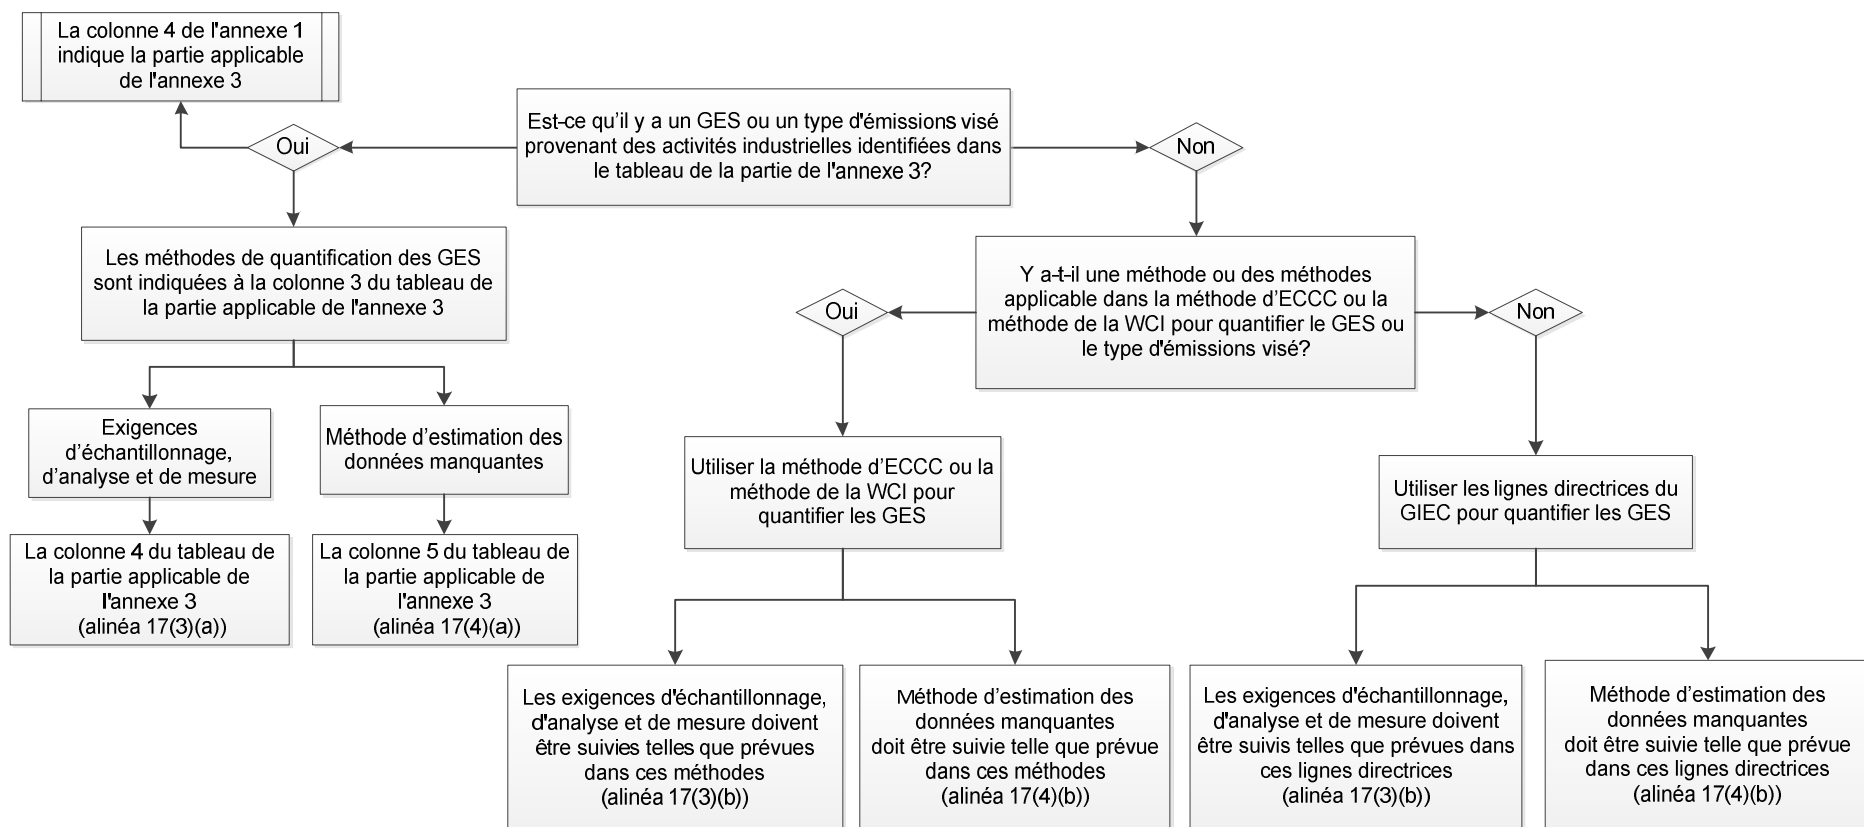 La colonne 4 de l'annexe 1
indique la partie applicable
de l'annexe 3
Est-ce qu'il y a un GES ou un type d'émissions visé
provenant des activités industrielles identifiées dans
le tableau de la partie de l'annexe 3?
Oui
Non
Les méthodes de quantification des GES
sont indiquées à la colonne 3 du tableau de
la partie applicable de l'annexe 3
Y a-t-il une méthode ou des méthodes
applicable dans la méthode d'ECCC ou la
méthode de la WCI pour quantifier le GES ou
le type d'émissions visé?
Oui
Non
Exigences
d'échantillonnage,
d'analyse et de mesure
Méthode d'estimation des
données manquantes
Utiliser la méthode d'ECCC ou la
méthode de la WCI pour
quantifier les GES
Utiliser les lignes directrices du
GIEC pour quantifier les GES
La colonne 4 du tableau de
la partie applicable de
l'annexe 3
(alinéa 17(3)(a))
La colonne 5 du tableau de
la partie applicable de
l'annexe 3
(alinéa 17(4)(a))
Les exigences d'échantillonnage,
d'analyse et de mesure doivent
être suivies telles que prévues
dans ces méthodes
(alinéa 17(3)(b))
Méthode d'estimation des
données manquantes
doit être suivie telle que prévue
dans ces méthodes
(alinéa 17(4)(b))
Les exigences d'échantillonnage,
d'analyse et de mesure doivent
être suivis telles que prévues dans
ces lignes directrices
(alinéa 17(3)(b))
Méthode d'estimation des
données manquantes
doit être suivie telle que prévue
dans ces lignes directrices
(alinéa 17(4)(b))